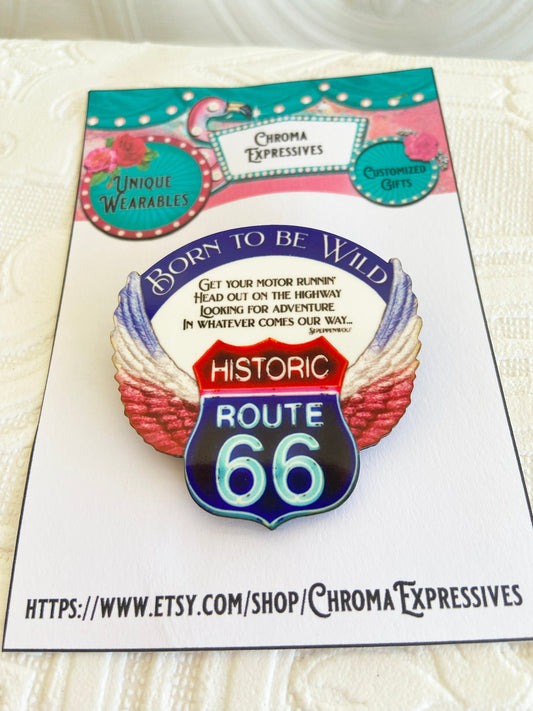 Chroma
Expressives
Unique
Wearables
Customized
Gifts
Born to be Wild
Get your motor runnin'
Head out on the highway
Looking for adventure
In whatever comes our way...
HISTORIC
ROUTE
66
https://www.etsy.com/shop/ChromaExpressives